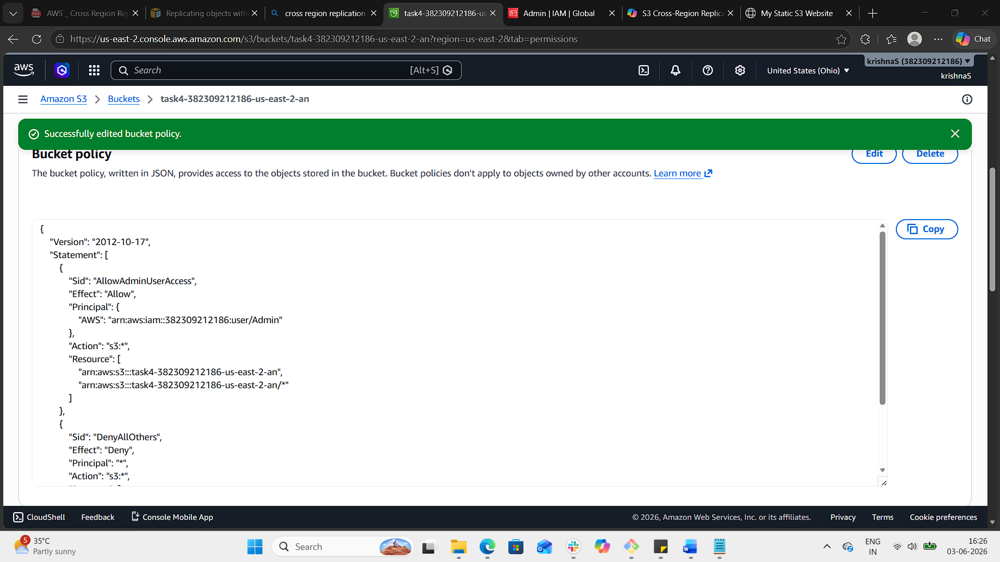 AWS _ Cross Region Rep
Replicating objects with
cross region replication
task4-382309212186-us
Admin | IAM | Global
S3 Cross-Region Replica
My Static S3 Website
https://us-east-2.console.aws.amazon.com/s3/buckets/task4-382309212186-us-east-2-an?region=us-east-2&tab=permissions
Chat
aws
Search
[Alt+S]
United States (Ohio)
krishnaS (382309212186)
krishnaS
Amazon S3
Buckets
task4-382309212186-us-east-2-an
Successfully edited bucket policy.
Bucket policy
Edit
Delete
The bucket policy, written in JSON, provides access to the objects stored in the bucket. Bucket policies don't apply to objects owned by other accounts. Learn more
Copy
{
"Version": "2012-10-17",
"Statement": [
{
"Sid": "AllowAdminUserAccess",
"Effect": "Allow",
"Principal": {
"AWS": "arn:aws:iam::382309212186:user/Admin"
},
"Action": "s3:*",
"Resource": [
"arn:aws:s3:::task4-382309212186-us-east-2-an",
"arn:aws:s3:::task4-382309212186-us-east-2-an/*"
]
},
{
"Sid": "DenyAllOthers",
"Effect": "Deny",
"Principal": "*",
"Action": "s3:*",
CloudShell
Feedback
Console Mobile App
© 2026, Amazon Web Services, Inc. or its affiliates.
Privacy
Terms
Cookie preferences
5
35°C
Partly sunny
Search
ENG
IN
16:26
03-06-2026